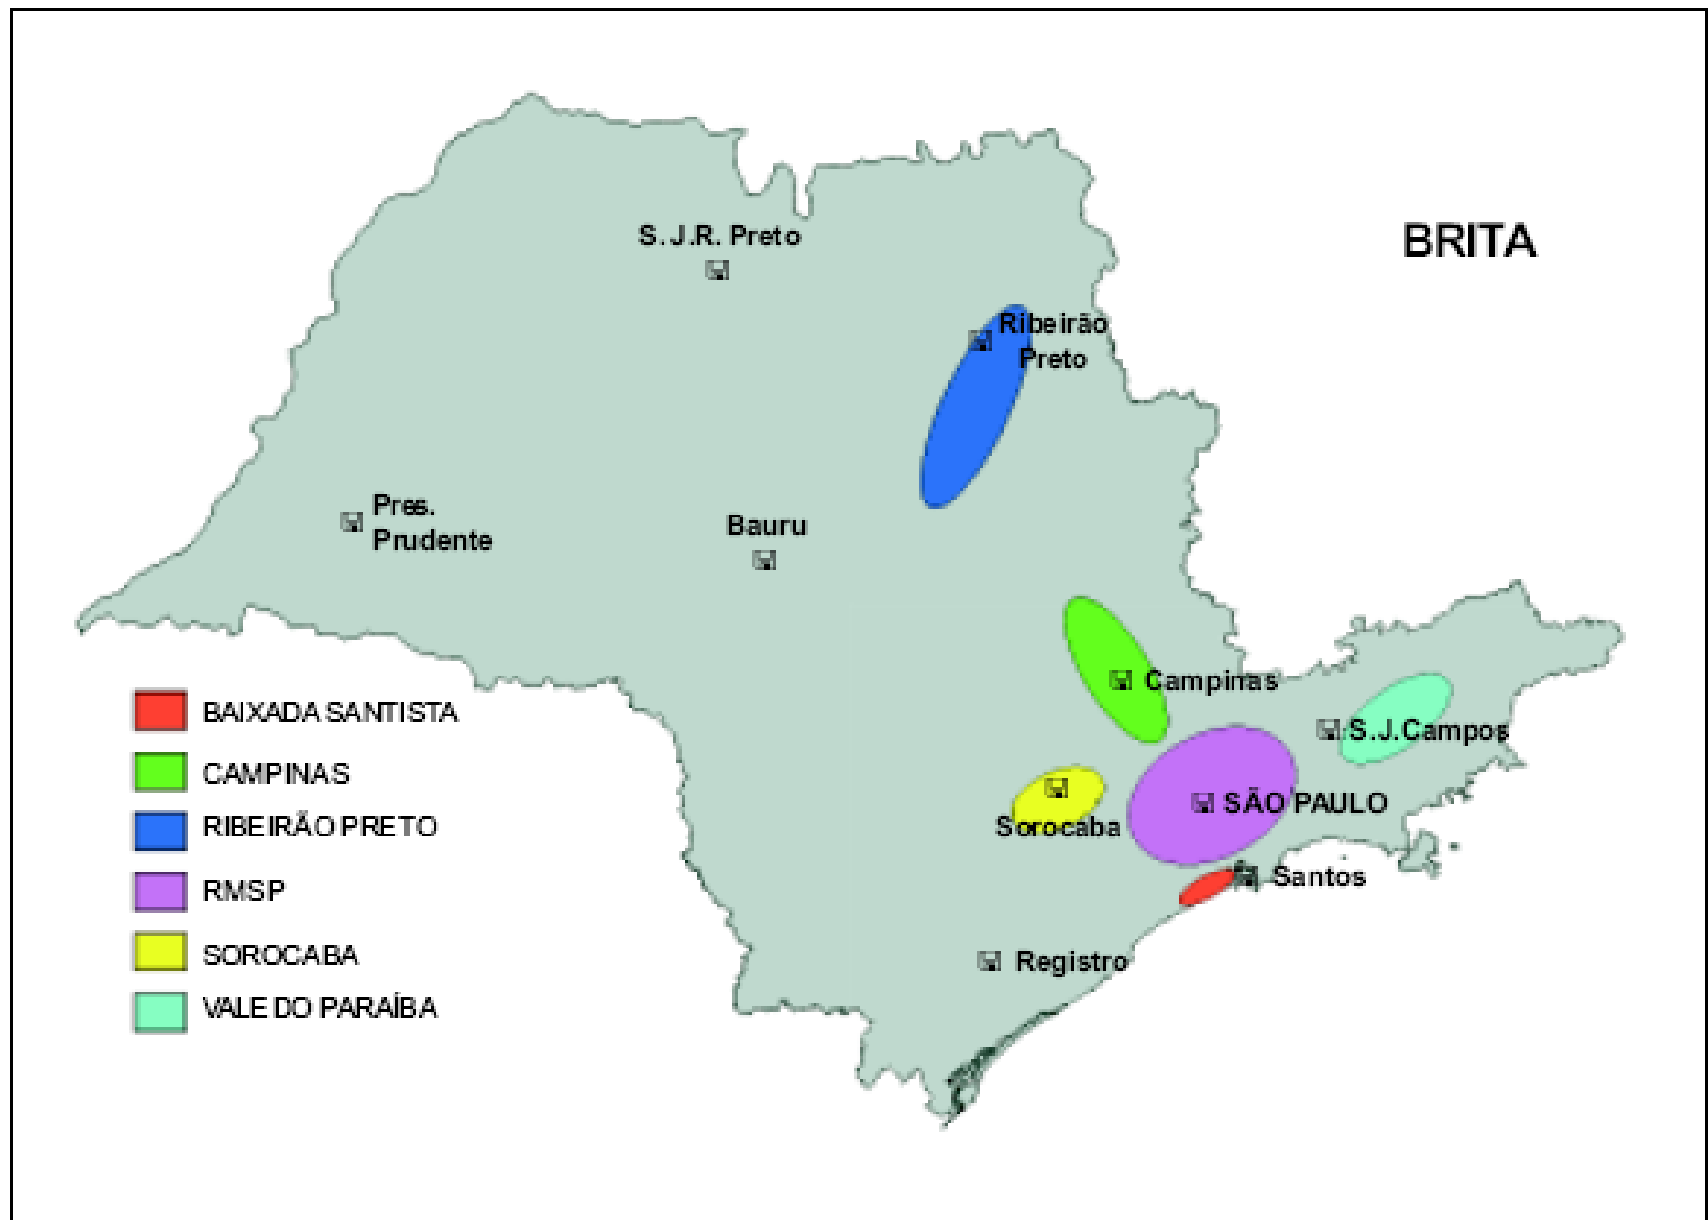 BRITA
S. J.R. Preto
Ribeirão
Preto
Pres.
Prudente
Bauru
Campinas
S.J.Campos
SÃO PAULO
Sorocaba
Santos
Registro
BAIXADA SANTISTA
CAMPINAS
RIBEIRÃO PRETO
RMSP
SOROCABA
VALE DO PARAÍBA